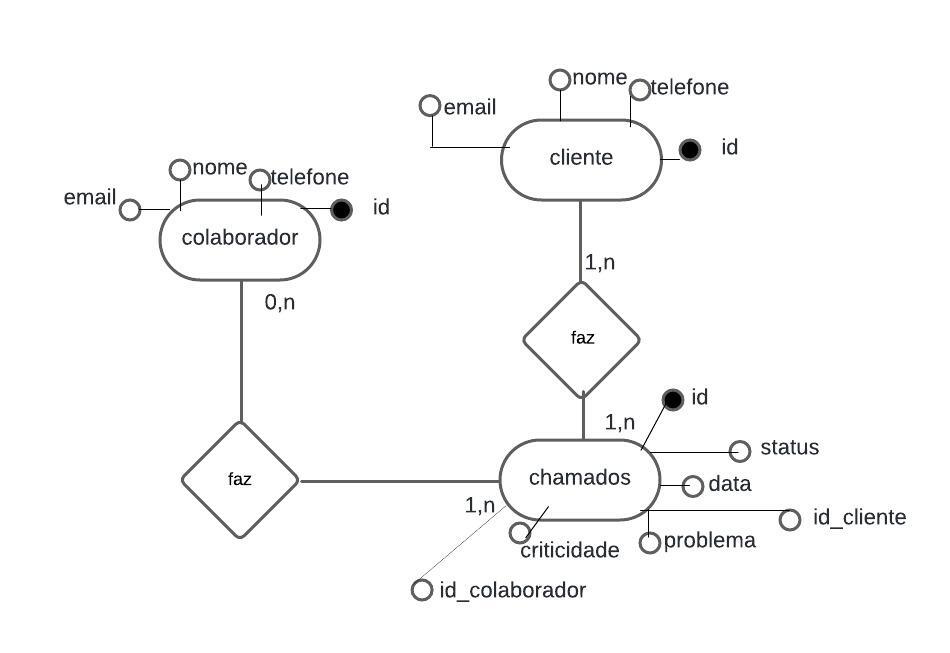 nome
telefone
email
id
cliente
nome
telefone
email
id
colaborador
1,n
0,n
faz
id
1,n
status
faz
chamados
data
1,n
id_cliente
problema
criticidade
id_colaborador